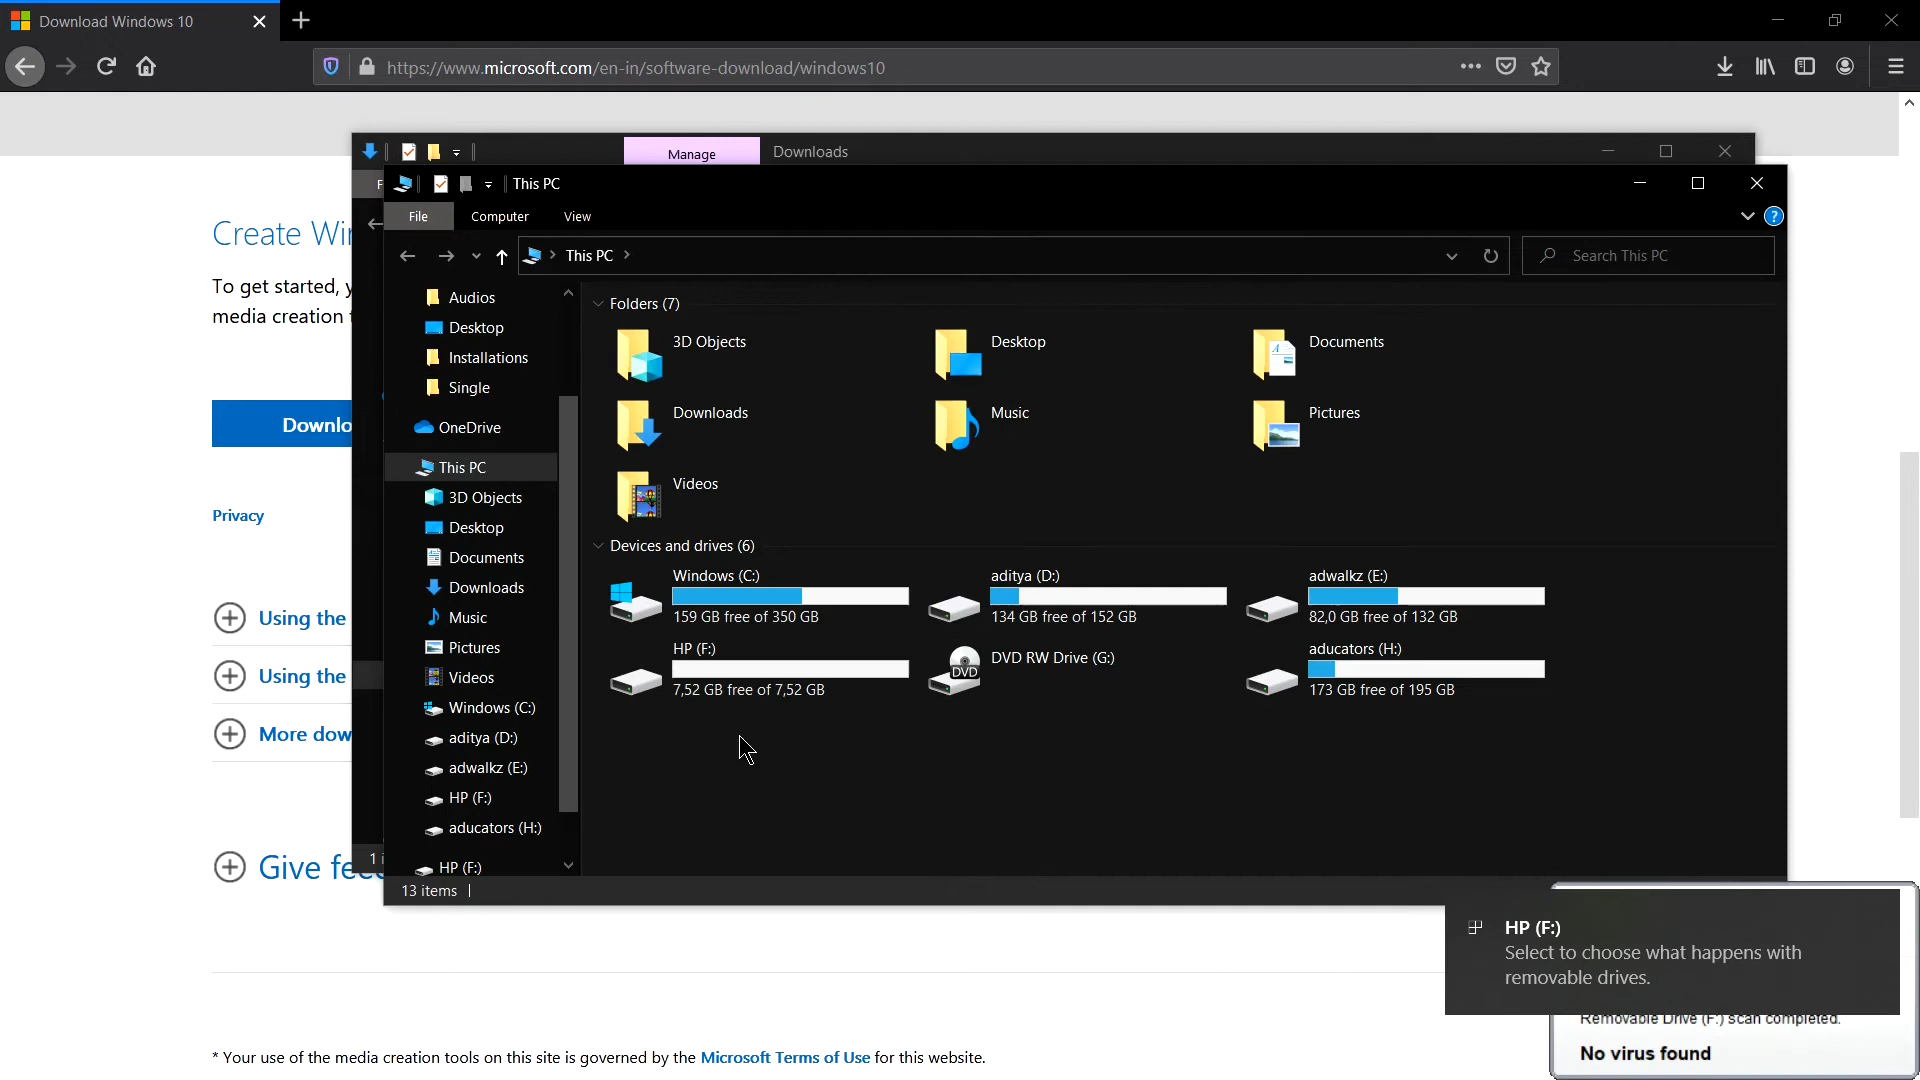 Download Windows 10
https://www.microsoft.com/en-in/software-download/windows10
Manage
Downloads
This PC
File
Computer
View
This PC
Search This PC
Audios
Desktop
Installations
Single
OneDrive
This PC
3D Objects
Desktop
Documents
Downloads
Music
Pictures
Videos
Windows (C:)
aditya (D:)
adwalkz (E:)
HP (F:)
aducators (H:)
HP (F:)
13 items
Folders (7)
3D Objects
Desktop
Documents
Downloads
Music
Pictures
Videos
Devices and drives (6)
Windows (C:)
159 GB free of 350 GB
aditya (D:)
134 GB free of 152 GB
adwalkz (E:)
82,0 GB free of 132 GB
HP (F:)
7,52 GB free of 7,52 GB
DVD RW Drive (G:)
DVD
aducators (H:)
173 GB free of 195 GB
Create Wi
To get started, y
media creation t
Downlo
Privacy
Using the
Using the
More dow
Give fee
1 i
HP (F:)
Select to choose what happens with
removable drives.
Removable Drive (F:) scan completed.
No virus found
* Your use of the media creation tools on this site is governed by the Microsoft Terms of Use for this website.